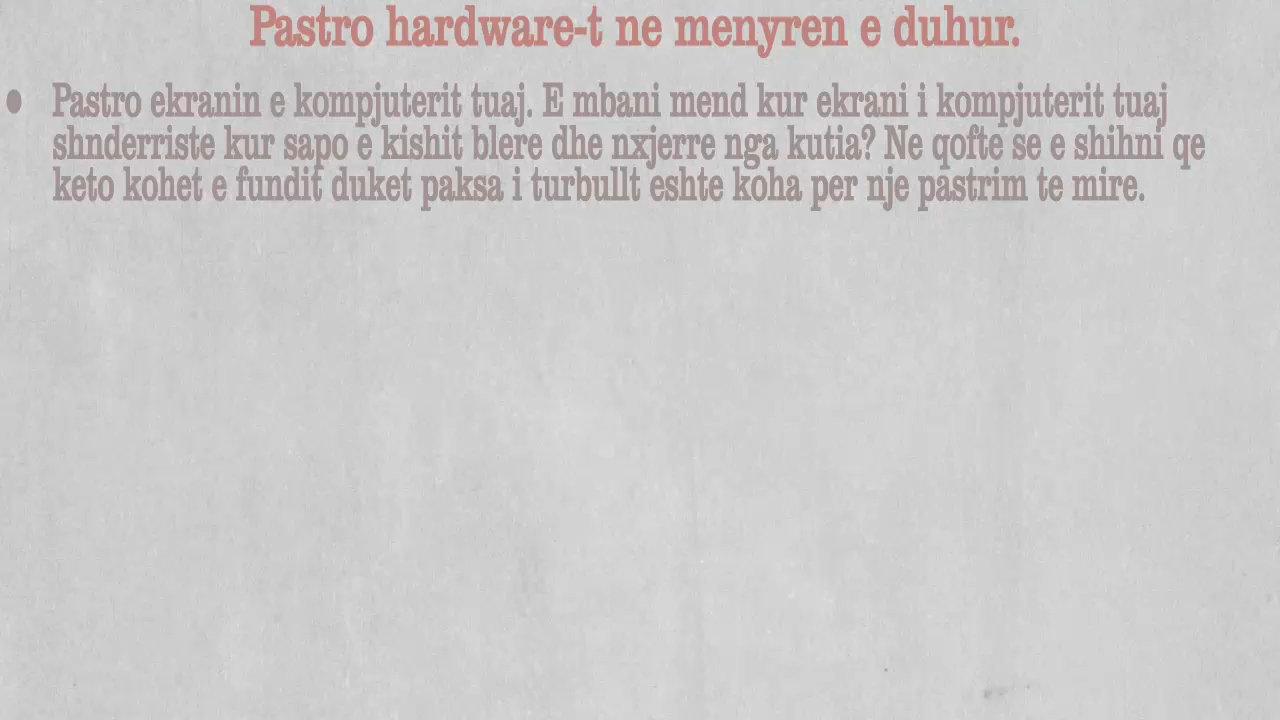 Pastro hardware-t ne menyren e duhur.
• Pastro ekranin e kompjuterit tuaj. E mbani mend kur ekrani i kompjuterit tuaj
shnderriste kur sapo e kishit blere dhe nxjerre nga kutia? Ne qofte se e shihni qe
keto kohet e fundit duket paksa i turbullt eshte koha per nje pastrim te mire.